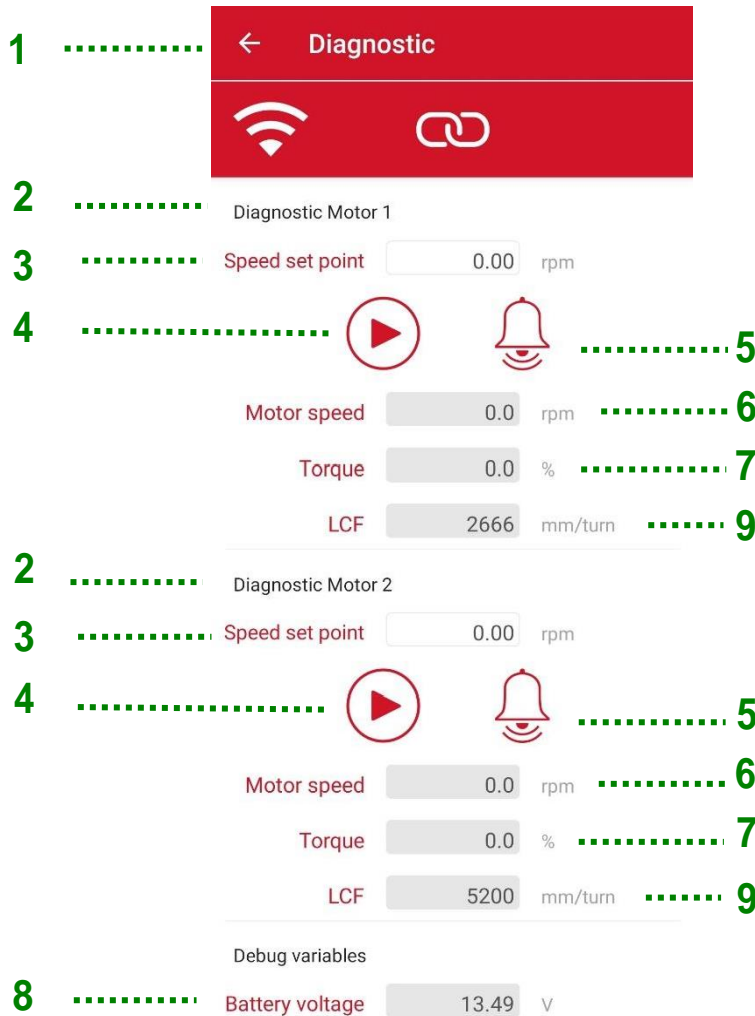 1 Diagnostic
2 Diagnostic Motor 1
3 Speed set point 0.00 rpm
4 5
Motor speed 0.0 rpm 6
Torque 0.0 % 7
LCF 2666 mm/turn 9
2 Diagnostic Motor 2
3 Speed set point 0.00 rpm
4 5
Motor speed 0.0 rpm 6
Torque 0.0 % 7
LCF 5200 mm/turn 9
Debug variables
8 Battery voltage 13.49 V